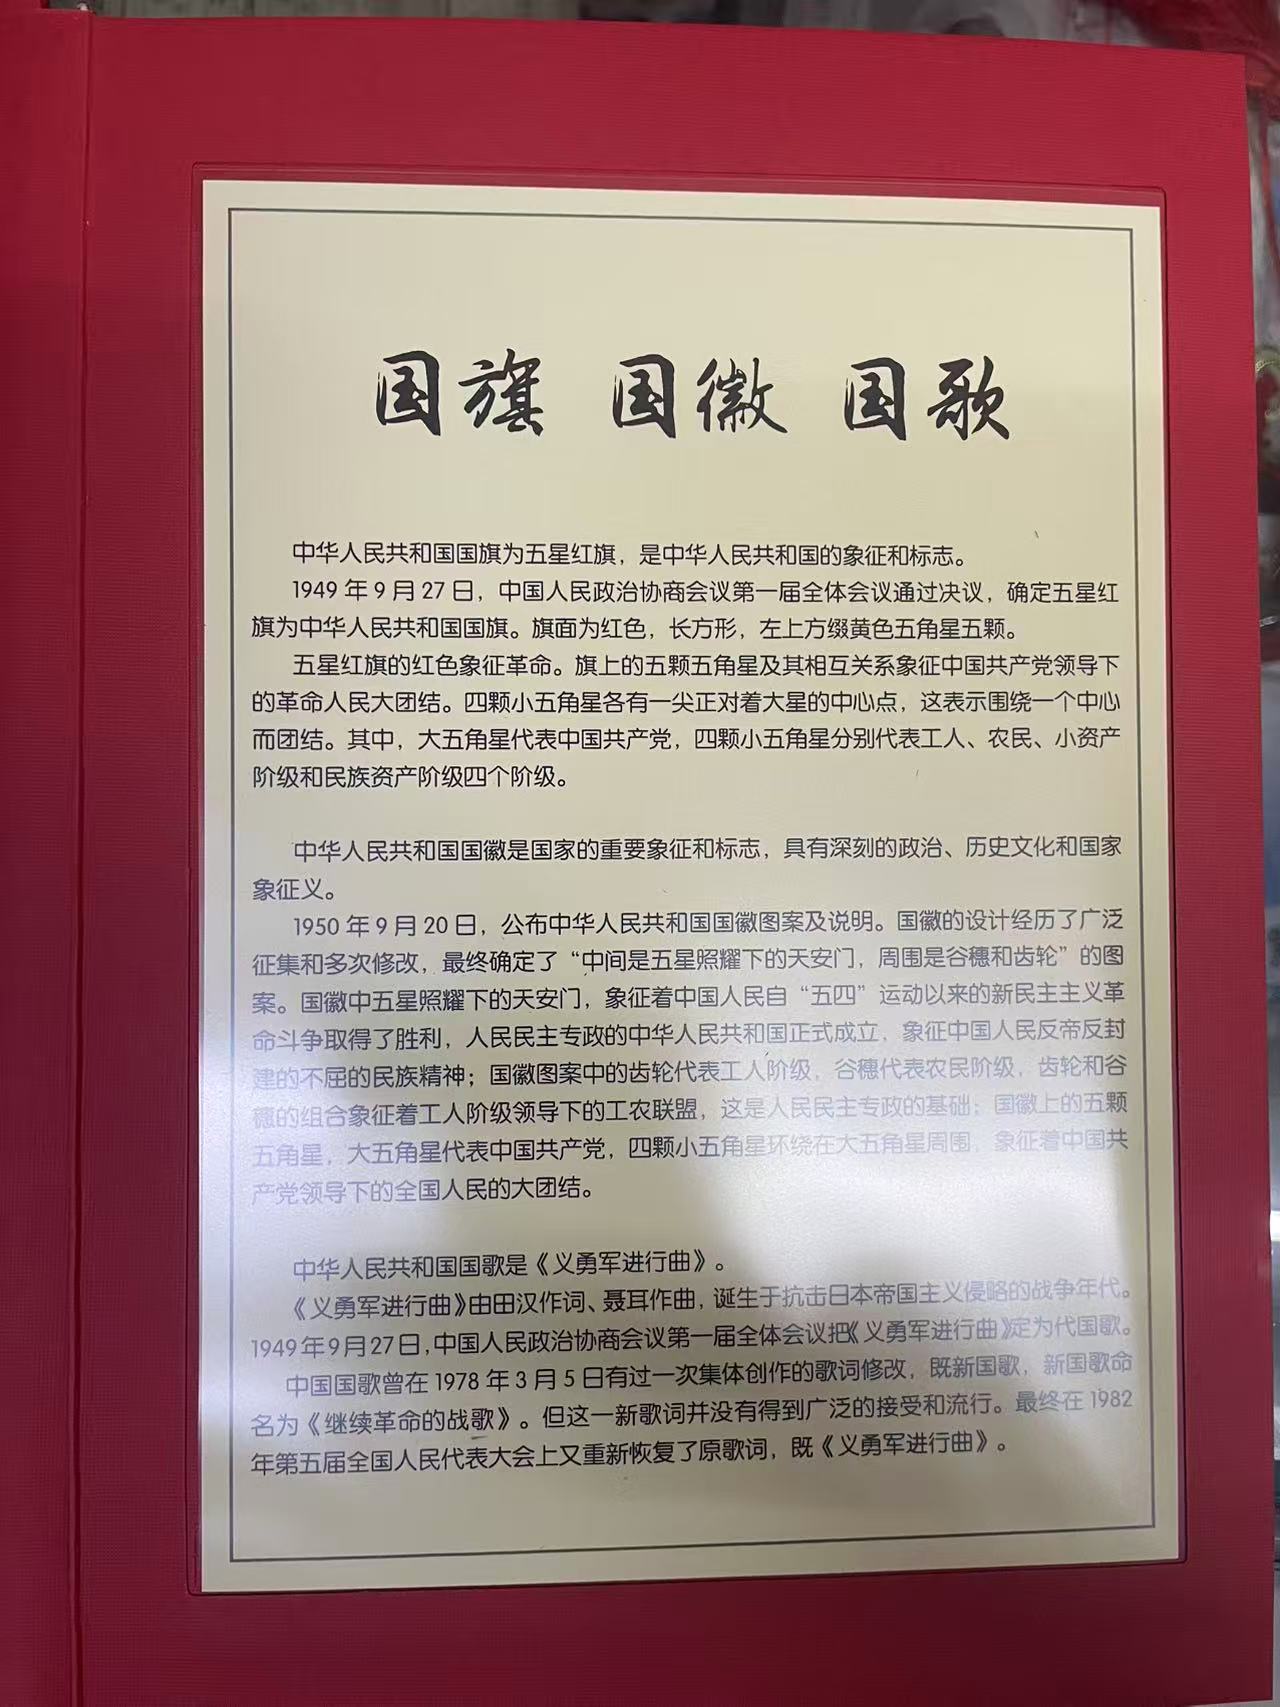 国旗 国徽 国歌
中华人民共和国国旗为五星红旗，是中华人民共和国的象征和标志。
1949 年 9 月 27 日，中国人民政治协商会议第一届全体会议通过决议，确定五星红
旗为中华人民共和国国旗。旗面为红色，长方形，左上方缀黄色五角星五颗。
五星红旗的红色象征革命。旗上的五颗五角星及其相互关系象征中国共产党领导下
的革命人民大团结。四颗小五角星各有一尖正对着大星的中心点，这表示围绕一个中心
而团结。其中，大五角星代表中国共产党，四颗小五角星分别代表工人、农民、小资产
阶级和民族资产阶级四个阶级。
中华人民共和国国徽是国家的重要象征和标志，具有深刻的政治、历史文化和国家
象征义。
1950 年 9 月 20 日，公布中华人民共和国国徽图案及说明。国徽的设计经历了广泛
征集和多次修改，最终确定了“中间是五星照耀下的天安门，周围是谷穗和齿轮”的图
案。国徽中五星照耀下的天安门，象征着中国人民自“五四”运动以来的新民主主义革
命斗争取得了胜利，人民民主专政的中华人民共和国正式成立，象征中国人民反帝反封
建的不屈的民族精神；国徽图案中的齿轮代表工人阶级，谷穗代表农民阶级，齿轮和谷
穗的组合象征着工人阶级领导下的工农联盟，这是人民民主专政的基础；国徽上的五颗
五角星，大五角星代表中国共产党，四颗小五角星环绕在大五角星周围，象征着中国共
产党领导下的全国人民的大团结。
中华人民共和国国歌是《义勇军进行曲》。
《义勇军进行曲》由田汉作词、聂耳作曲，诞生于抗击日本帝国主义侵略的战争年代。
1949年9月27日，中国人民政治协商会议第一届全体会议把《义勇军进行曲》定为代国歌。
中国国歌曾在 1978 年 3 月 5 日有过一次集体创作的歌词修改，既新国歌，新国歌命
名为《继续革命的战歌》。但这一新歌词并没有得到广泛的接受和流行。最终在 1982
年第五届全国人民代表大会上又重新恢复了原歌词，既《义勇军进行曲》。